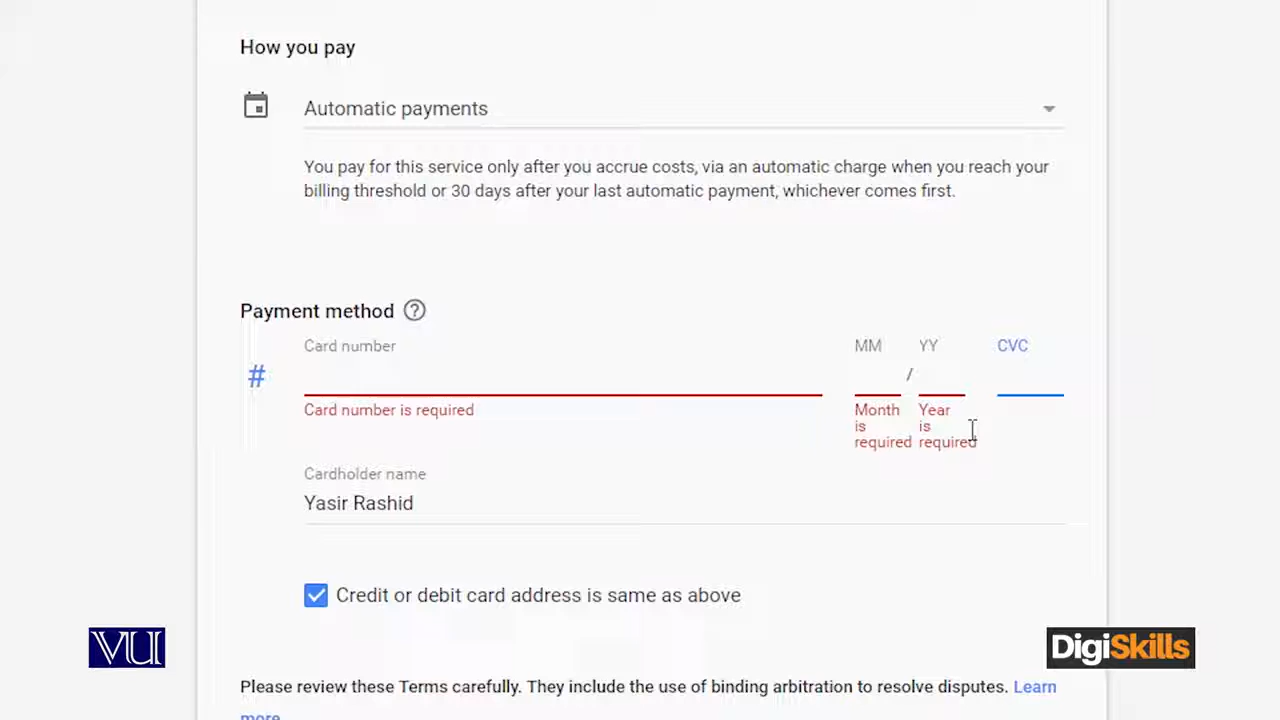 How you pay
Automatic payments
You pay for this service only after you accrue costs, via an automatic charge when you reach your
billing threshold or 30 days after your last automatic payment, whichever comes first.
Payment method ?
Card number MM YY CVC
# /
Card number is required Month Year
is is
required required
Cardholder name
Yasir Rashid
Credit or debit card address is same as above
VU DigiSkills
Please review these Terms carefully. They include the use of binding arbitration to resolve disputes. Learn
more